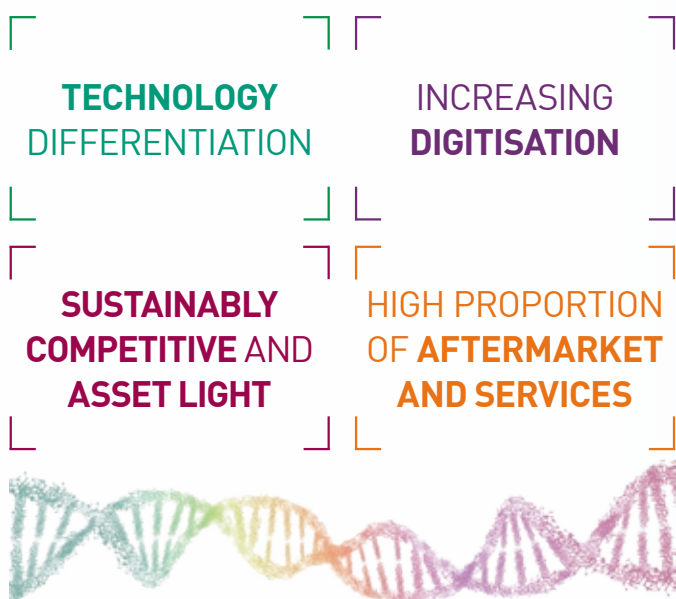 TECHNOLOGY
DIFFERENTIATION
INCREASING
DIGITISATION
SUSTAINABLY
COMPETITIVE AND
ASSET LIGHT
HIGH PROPORTION
OF AFTERMARKET
AND SERVICES